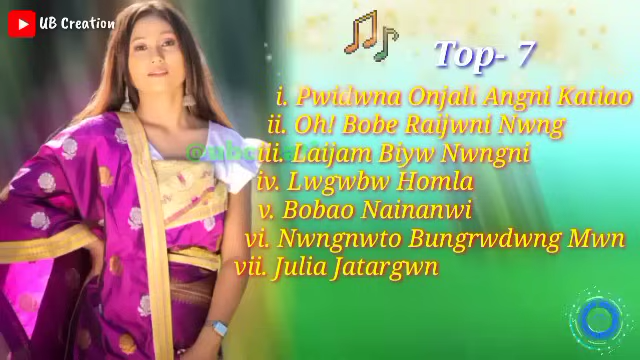 UB Creation
Top- 7
i. Pwidwna Onjali Angni Katiao
ii. Oh! Bobe Raijwni Nwng
iii. Laijam Biyw Nwngni
iv. Lwgwbw Homla
v. Bobao Nainanwi
vi. Nwngnwto Bungrwdwng Mwn
vii. Julia Jatargwn